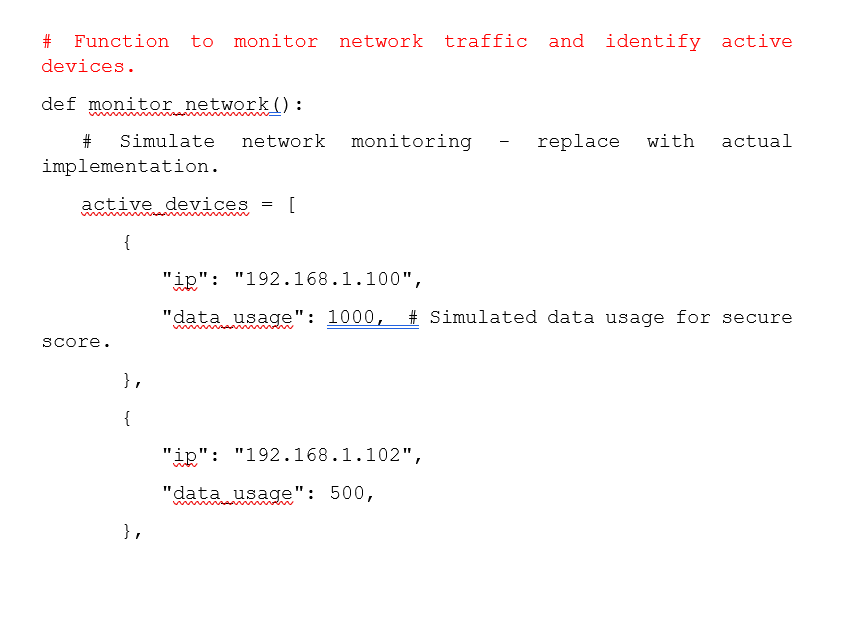 # Function to monitor network traffic and identify active
devices.
def monitor_network():
# Simulate network monitoring – replace with actual
implementation.
active_devices = [
{
"ip": "192.168.1.100",
"data_usage": 1000, # Simulated data usage for secure
score.
},
{
"ip": "192.168.1.102",
"data_usage": 500,
},